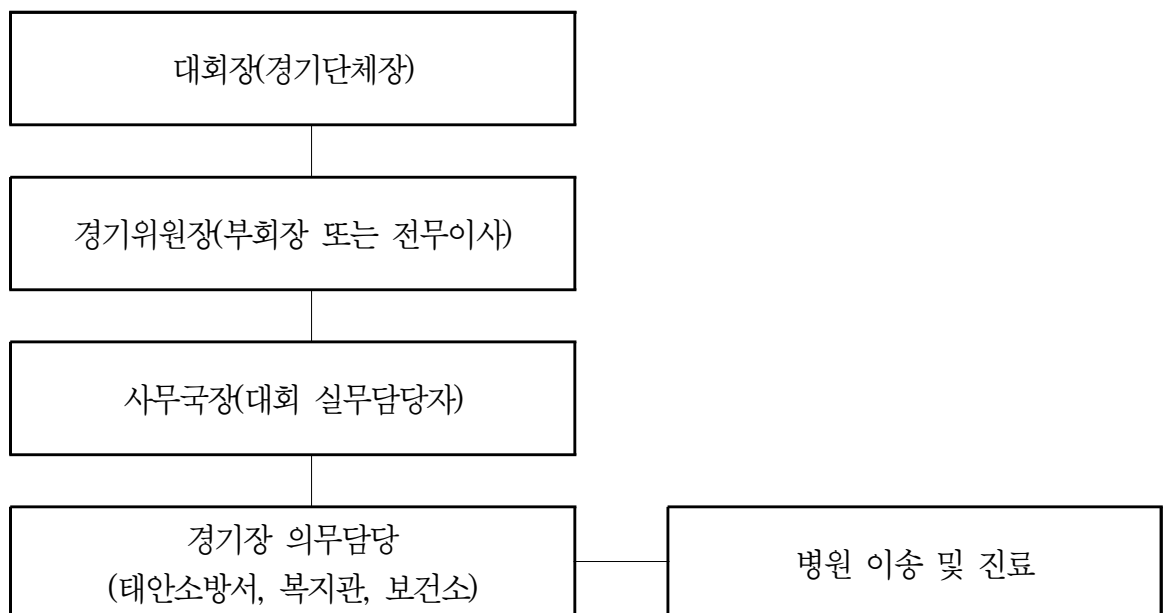 대회장(경기단체장)
경기위원장(부회장 또는 전무이사)
사무국장(대회 실무담당자)
경기장 의무담당
(태안소방서, 복지관, 보건소)
병원 이송 및 진료